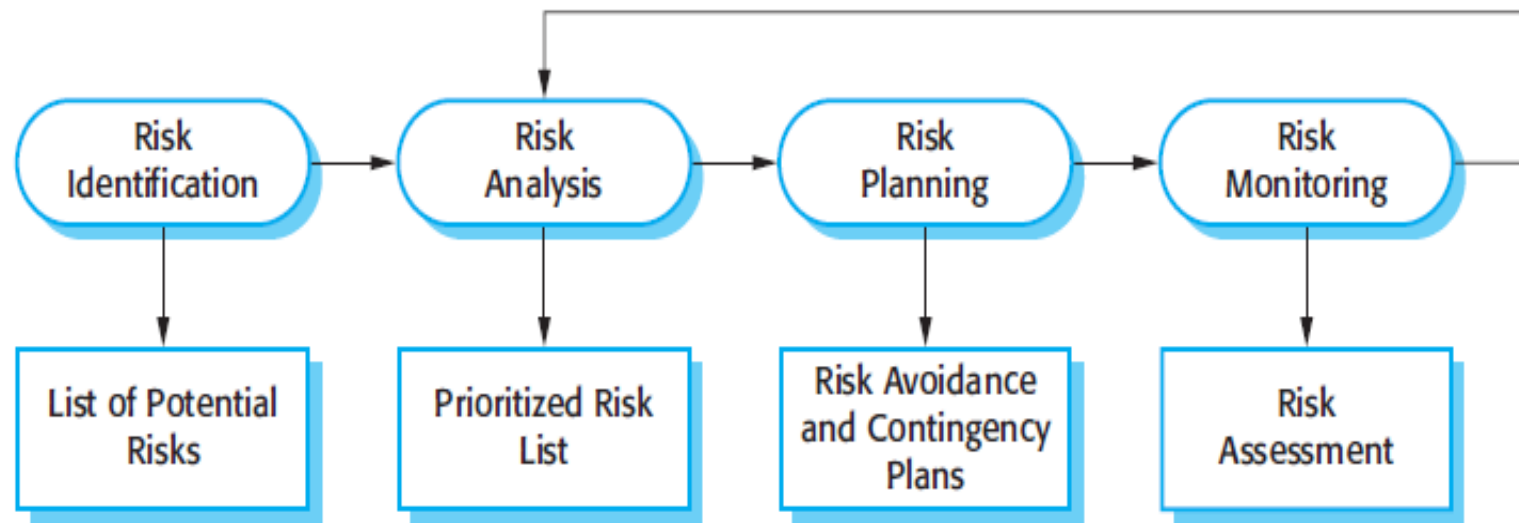 Risk
Identification
Risk
Analysis
Risk
Planning
Risk
Monitoring
List of Potential
Risks
Prioritized Risk
List
Risk Avoidance
and Contingency
Plans
Risk
Assessment